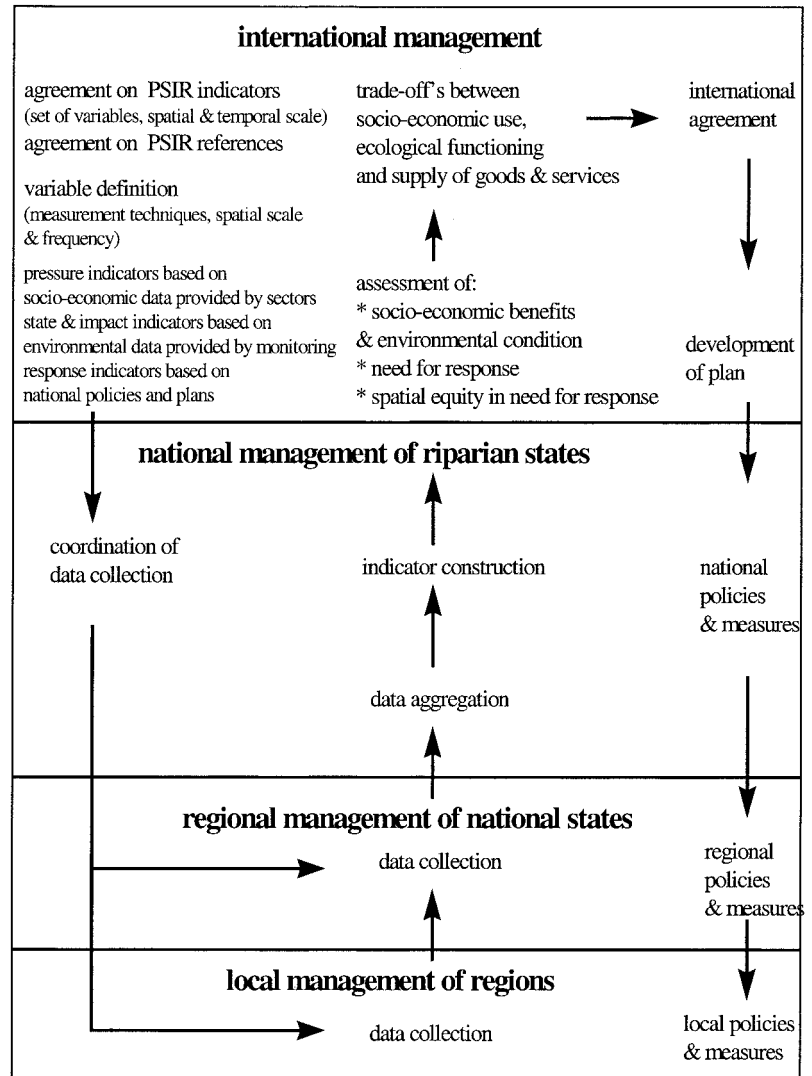 international management
agreement on PSIR indicators
(set of variables, spatial & temporal scale)
agreement on PSIR references
variable definition
(measurement techniques, spatial scale
& frequency)
pressure indicators based on
socio-economic data provided by sectors
state & impact indicators based on
environmental data provided by monitoring
response indicators based on
national policies and plans
trade-off's between
socio-economic use,
ecological functioning
and supply of goods & services
assessment of:
* socio-economic benefits
& environmental condition
* need for response
* spatial equity in need for response
international
agreement
development
of plan
national management of riparian states
coordination of
data collection
indicator construction
data aggregation
national
policies
& measures
regional management of national states
data collection
regional
policies
& measures
local management of regions
data collection
local policies
& measures